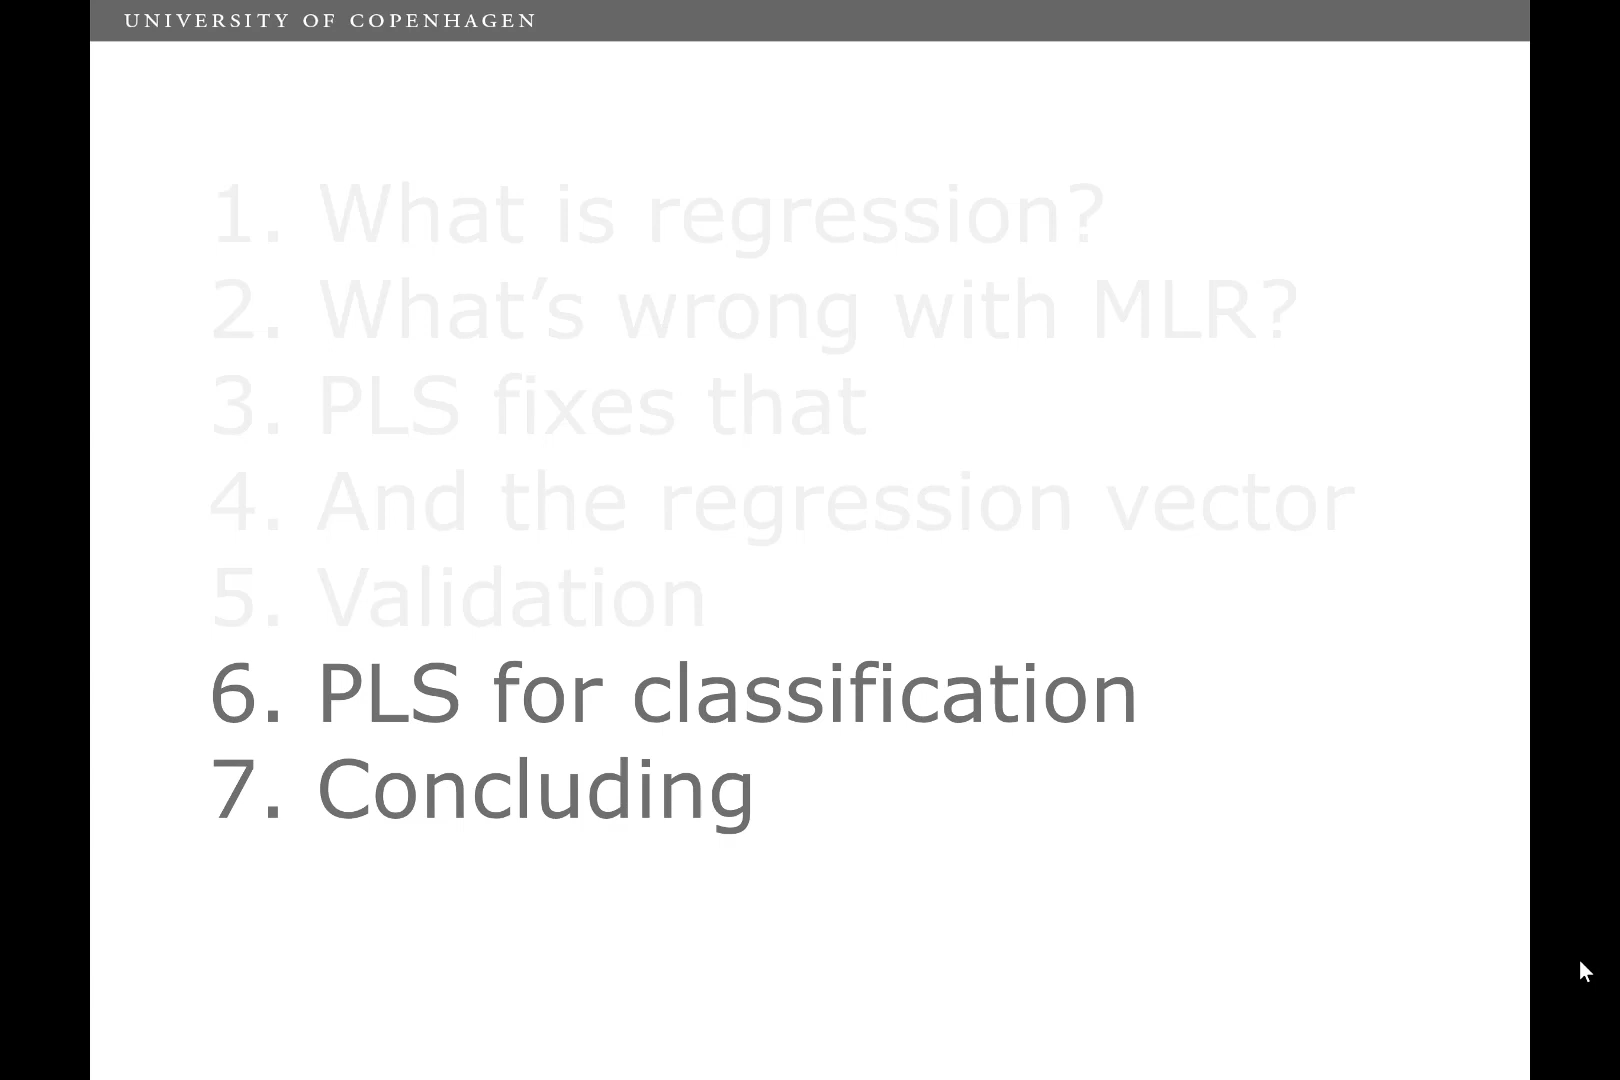 UNIVERSITY OF COPENHAGEN
1. What is regression?
2. What’s wrong with MLR?
3. PLS fixes that
4. And the regression vector
5. Validation
6. PLS for classification
7. Concluding